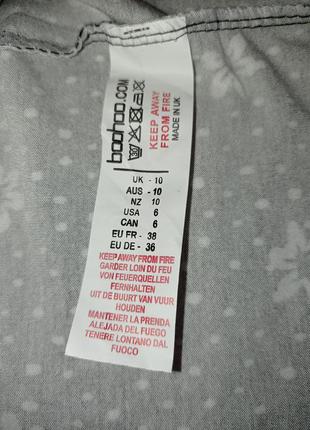 boohoo.COM
KEEP AWAY
FROM FIRE
MADE IN UK
UK - 10
AUS - 10
NZ 10
USA 6
CAN 6
EU FR - 38
EU DE - 36
KEEP AWAY FROM FIRE
GARDER LOIN DU FEU
VON FEUERQUELLEN
FERNHALTEN
UIT DE BUURT VAN VUUR
HOUDEN
MANTENER LA PRENDA
ALEJADA DEL FUEGO
TENERE LONTANO DAL
FUOCO